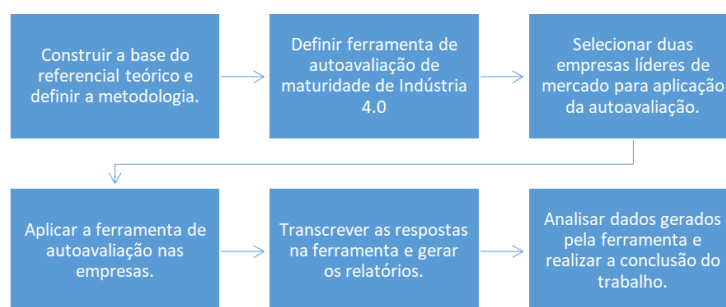 Construir a base do
referencial teórico e
definir a metodologia.
Definir ferramenta de
autoavaliação de
maturidade de Indústria
4.0
Selecionar duas
empresas líderes de
mercado para aplicação
da autoavaliação.
Aplicar a ferramenta de
autoavaliação nas
empresas.
Transcrever as respostas
na ferramenta e gerar
os relatórios.
Analisar dados gerados
pela ferramenta e
realizar a conclusão do
trabalho.